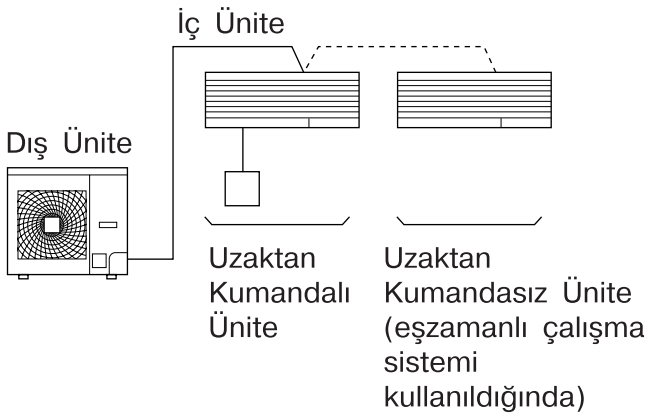 İç Ünite
Dış Ünite
Uzaktan
Kumandalı
Ünite
Uzaktan
Kumandasız Ünite
(eşzamanlı çalışma
sistemi
kullanıldığında)